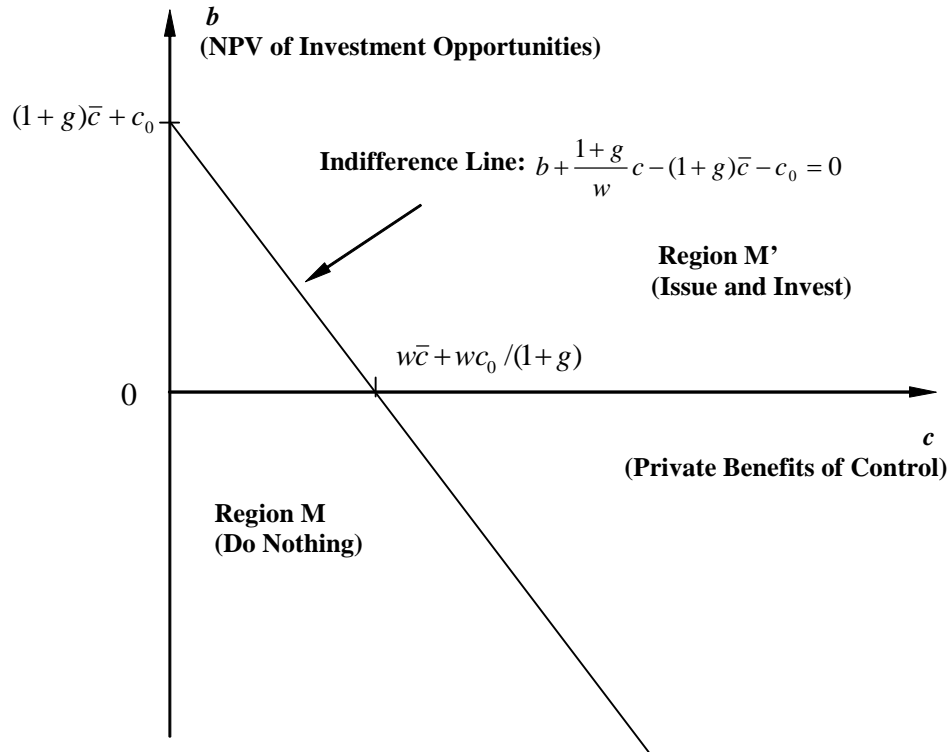 b
(NPV of Investment Opportunities)
(1 + g)c̄ + c₀
Indifference Line: b + \frac{1+g}{w} c − (1 + g)c̄ − c₀ = 0
Region M’
(Issue and Invest)
wc̄ + wc₀ /(1 + g)
0
c
(Private Benefits of Control)
Region M
(Do Nothing)